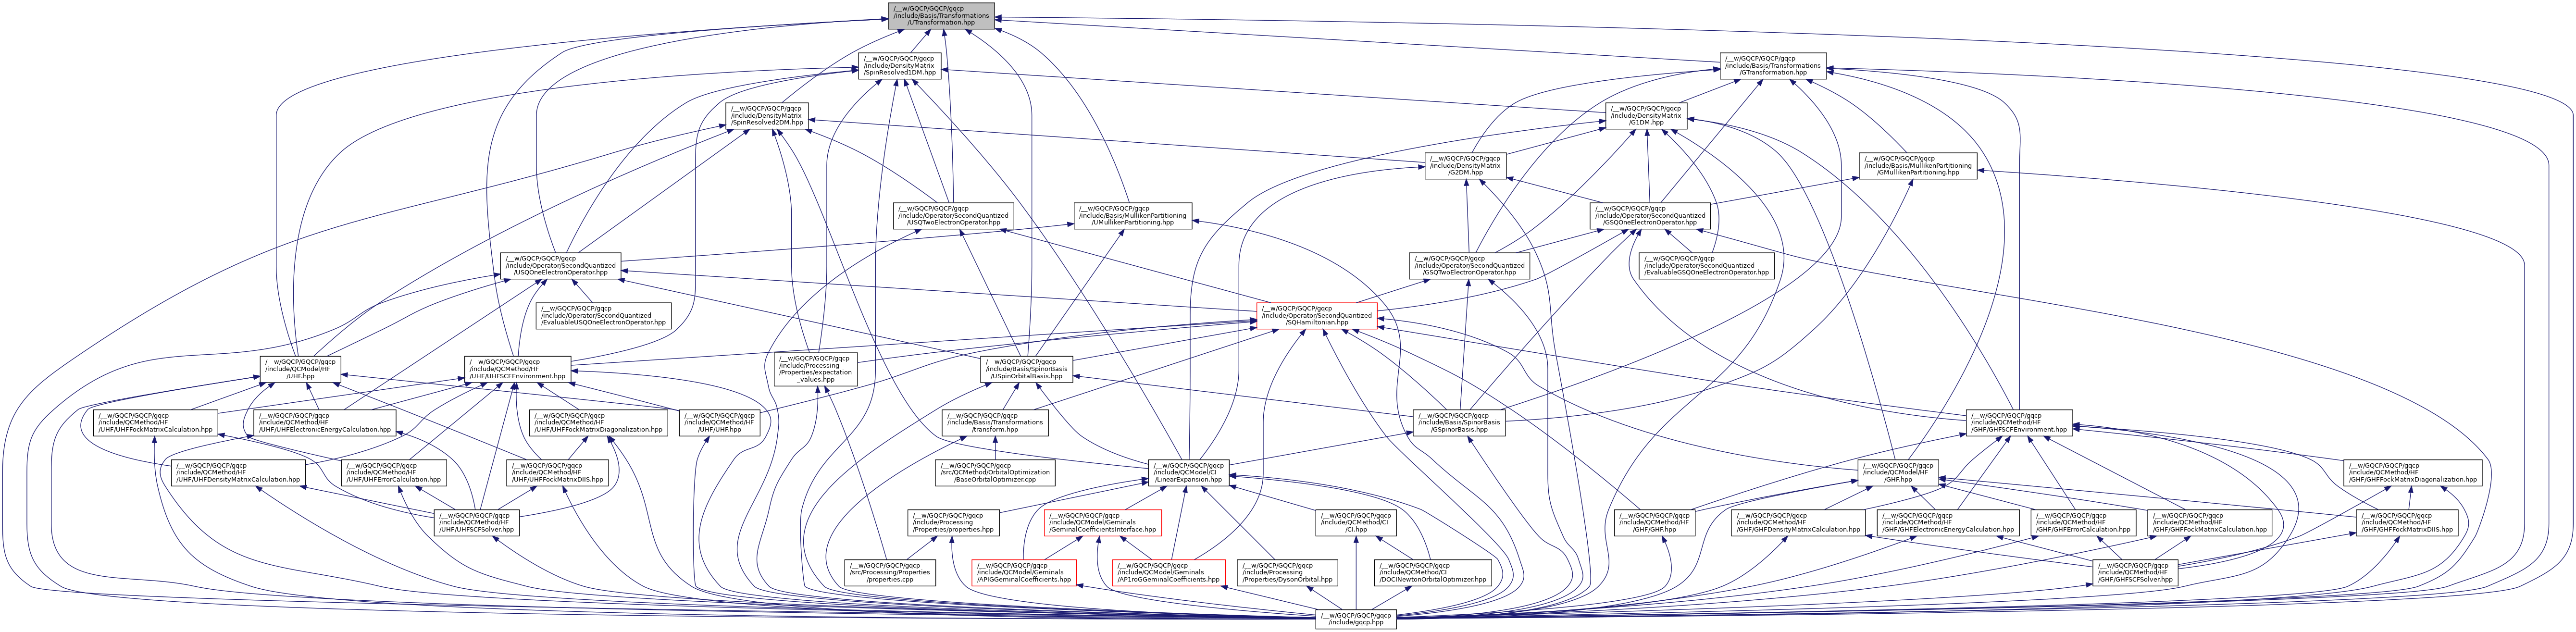 /__w/GQCP/GQCP/gqcp
/include/Basis/Transformations
/UTransformation.hpp
/__w/GQCP/GQCP/gqcp
/include/DensityMatrix
/SpinResolved1DM.hpp
/__w/GQCP/GQCP/gqcp
/include/Basis/Transformations
/GTransformation.hpp
/__w/GQCP/GQCP/gqcp
/include/DensityMatrix
/SpinResolved2DM.hpp
/__w/GQCP/GQCP/gqcp
/include/DensityMatrix
/G1DM.hpp
/__w/GQCP/GQCP/gqcp
/include/DensityMatrix
/G2DM.hpp
/__w/GQCP/GQCP/gqcp
/include/Basis/MullikenPartitioning
/GMullikenPartitioning.hpp
/__w/GQCP/GQCP/gqcp
/include/Operator/SecondQuantized
/USQTwoElectronOperator.hpp
/__w/GQCP/GQCP/gqcp
/include/Basis/MullikenPartitioning
/UMullikenPartitioning.hpp
/__w/GQCP/GQCP/gqcp
/include/Operator/SecondQuantized
/GSQOneElectronOperator.hpp
/__w/GQCP/GQCP/gqcp
/include/Operator/SecondQuantized
/USQOneElectronOperator.hpp
/__w/GQCP/GQCP/gqcp
/include/Operator/SecondQuantized
/GSQTwoElectronOperator.hpp
/__w/GQCP/GQCP/gqcp
/include/Operator/SecondQuantized
/EvaluableGSQOneElectronOperator.hpp
/__w/GQCP/GQCP/gqcp
/include/Operator/SecondQuantized
/EvaluableUSQOneElectronOperator.hpp
/__w/GQCP/GQCP/gqcp
/include/Operator/SecondQuantized
/SQHamiltonian.hpp
/__w/GQCP/GQCP/gqcp
/include/QCModel/HF
/UHF.hpp
/__w/GQCP/GQCP/gqcp
/include/QCMethod/HF
/UHF/UHFSCFEnvironment.hpp
/__w/GQCP/GQCP/gqcp
/include/Processing
/Properties/expectation
_values.hpp
/__w/GQCP/GQCP/gqcp
/include/Basis/SpinorBasis
/USpinOrbitalBasis.hpp
/__w/GQCP/GQCP/gqcp
/include/QCMethod/HF
/UHF/UHFFockMatrixCalculation.hpp
/__w/GQCP/GQCP/gqcp
/include/QCMethod/HF
/UHF/UHFElectronicEnergyCalculation.hpp
/__w/GQCP/GQCP/gqcp
/include/QCMethod/HF
/UHF/UHFFockMatrixDiagonalization.hpp
/__w/GQCP/GQCP/gqcp
/include/QCMethod/HF
/UHF/UHF.hpp
/__w/GQCP/GQCP/gqcp
/include/Basis/Transformations
/transform.hpp
/__w/GQCP/GQCP/gqcp
/include/Basis/SpinorBasis
/GSpinorBasis.hpp
/__w/GQCP/GQCP/gqcp
/include/QCMethod/HF
/GHF/GHFSCFEnvironment.hpp
/__w/GQCP/GQCP/gqcp
/include/QCMethod/HF
/UHF/UHFDensityMatrixCalculation.hpp
/__w/GQCP/GQCP/gqcp
/include/QCMethod/HF
/UHF/UHFErrorCalculation.hpp
/__w/GQCP/GQCP/gqcp
/include/QCMethod/HF
/UHF/UHFFockMatrixDIIS.hpp
/__w/GQCP/GQCP/gqcp
/src/QCMethod/OrbitalOptimization
/BaseOrbitalOptimizer.cpp
/__w/GQCP/GQCP/gqcp
/include/QCModel/CI
/LinearExpansion.hpp
/__w/GQCP/GQCP/gqcp
/include/QCModel/HF
/GHF.hpp
/__w/GQCP/GQCP/gqcp
/include/QCMethod/HF
/GHF/GHFFockMatrixDiagonalization.hpp
/__w/GQCP/GQCP/gqcp
/include/QCMethod/HF
/UHF/UHFSCFSolver.hpp
/__w/GQCP/GQCP/gqcp
/include/Processing
/Properties/properties.hpp
/__w/GQCP/GQCP/gqcp
/include/QCModel/Geminals
/GeminalCoefficientsInterface.hpp
/__w/GQCP/GQCP/gqcp
/include/QCMethod/CI
/CI.hpp
/__w/GQCP/GQCP/gqcp
/include/QCMethod/HF
/GHF/GHF.hpp
/__w/GQCP/GQCP/gqcp
/include/QCMethod/HF
/GHF/GHFDensityMatrixCalculation.hpp
/__w/GQCP/GQCP/gqcp
/include/QCMethod/HF
/GHF/GHFElectronicEnergyCalculation.hpp
/__w/GQCP/GQCP/gqcp
/include/QCMethod/HF
/GHF/GHFErrorCalculation.hpp
/__w/GQCP/GQCP/gqcp
/include/QCMethod/HF
/GHF/GHFFockMatrixCalculation.hpp
/__w/GQCP/GQCP/gqcp
/include/QCMethod/HF
/GHF/GHFFockMatrixDIIS.hpp
/__w/GQCP/GQCP/gqcp
/src/Processing/Properties
/properties.cpp
/__w/GQCP/GQCP/gqcp
/include/QCModel/Geminals
/APIGGeminalCoefficients.hpp
/__w/GQCP/GQCP/gqcp
/include/QCModel/Geminals
/AP1roGGeminalCoefficients.hpp
/__w/GQCP/GQCP/gqcp
/include/Processing
/Properties/DysonOrbital.hpp
/__w/GQCP/GQCP/gqcp
/include/QCMethod/CI
/DOCINewtonOrbitalOptimizer.hpp
/__w/GQCP/GQCP/gqcp
/include/QCMethod/HF
/GHF/GHFSCFSolver.hpp
/__w/GQCP/GQCP/gqcp
/include/gqcp.hpp